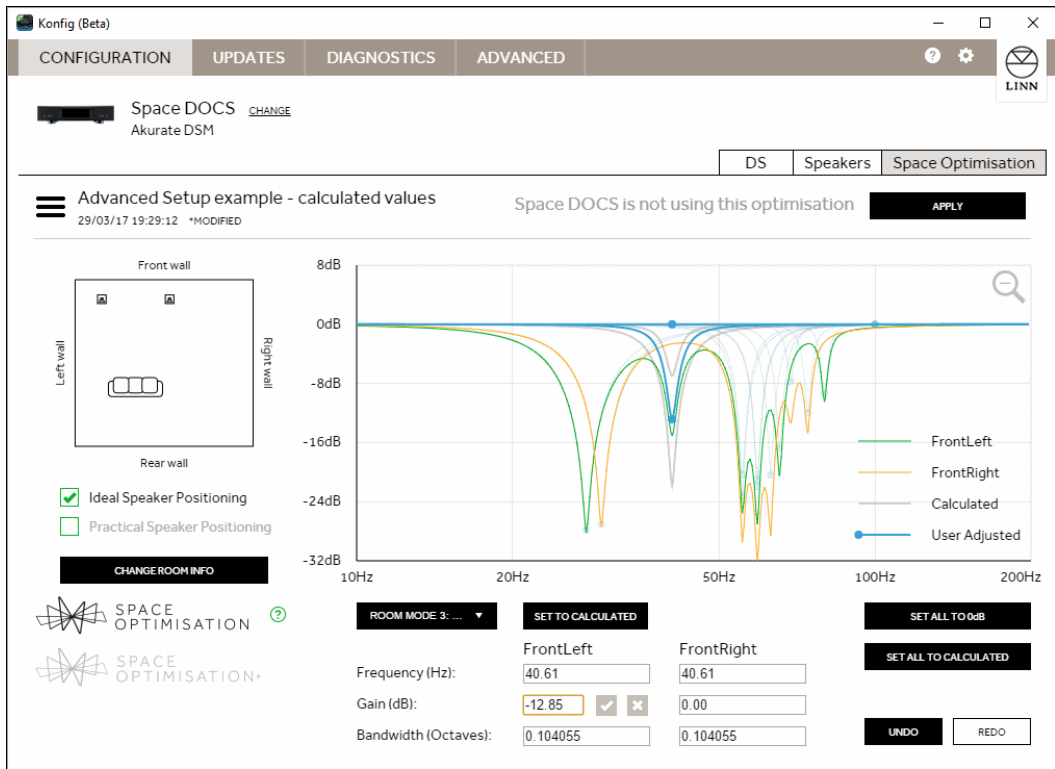 Konfig (Beta)
CONFIGURATION UPDATES DIAGNOSTICS ADVANCED
LINN
Space DOCS CHANGE
Akurate DSM
DS Speakers Space Optimisation
Advanced Setup example - calculated values
29/03/17 19:29:12 *MODIFIED
Space DOCS is not using this optimisation
APPLY
Front wall
Left wall
Right wall
Rear wall
Ideal Speaker Positioning
Practical Speaker Positioning
CHANGE ROOM INFO
SPACE
OPTIMISATION
SPACE
OPTIMISATION+
8dB
0dB
-8dB
-16dB
-24dB
-32dB
10Hz 20Hz 50Hz 100Hz 200Hz
FrontLeft
FrontRight
Calculated
User Adjusted
ROOM MODE 3: ... SET TO CALCULATED SET ALL TO 0dB
SET ALL TO CALCULATED
FrontLeft FrontRight
Frequency (Hz): 40.61 40.61
Gain (dB): -12.85 0.00
Bandwidth (Octaves): 0.104055 0.104055
UNDO REDO